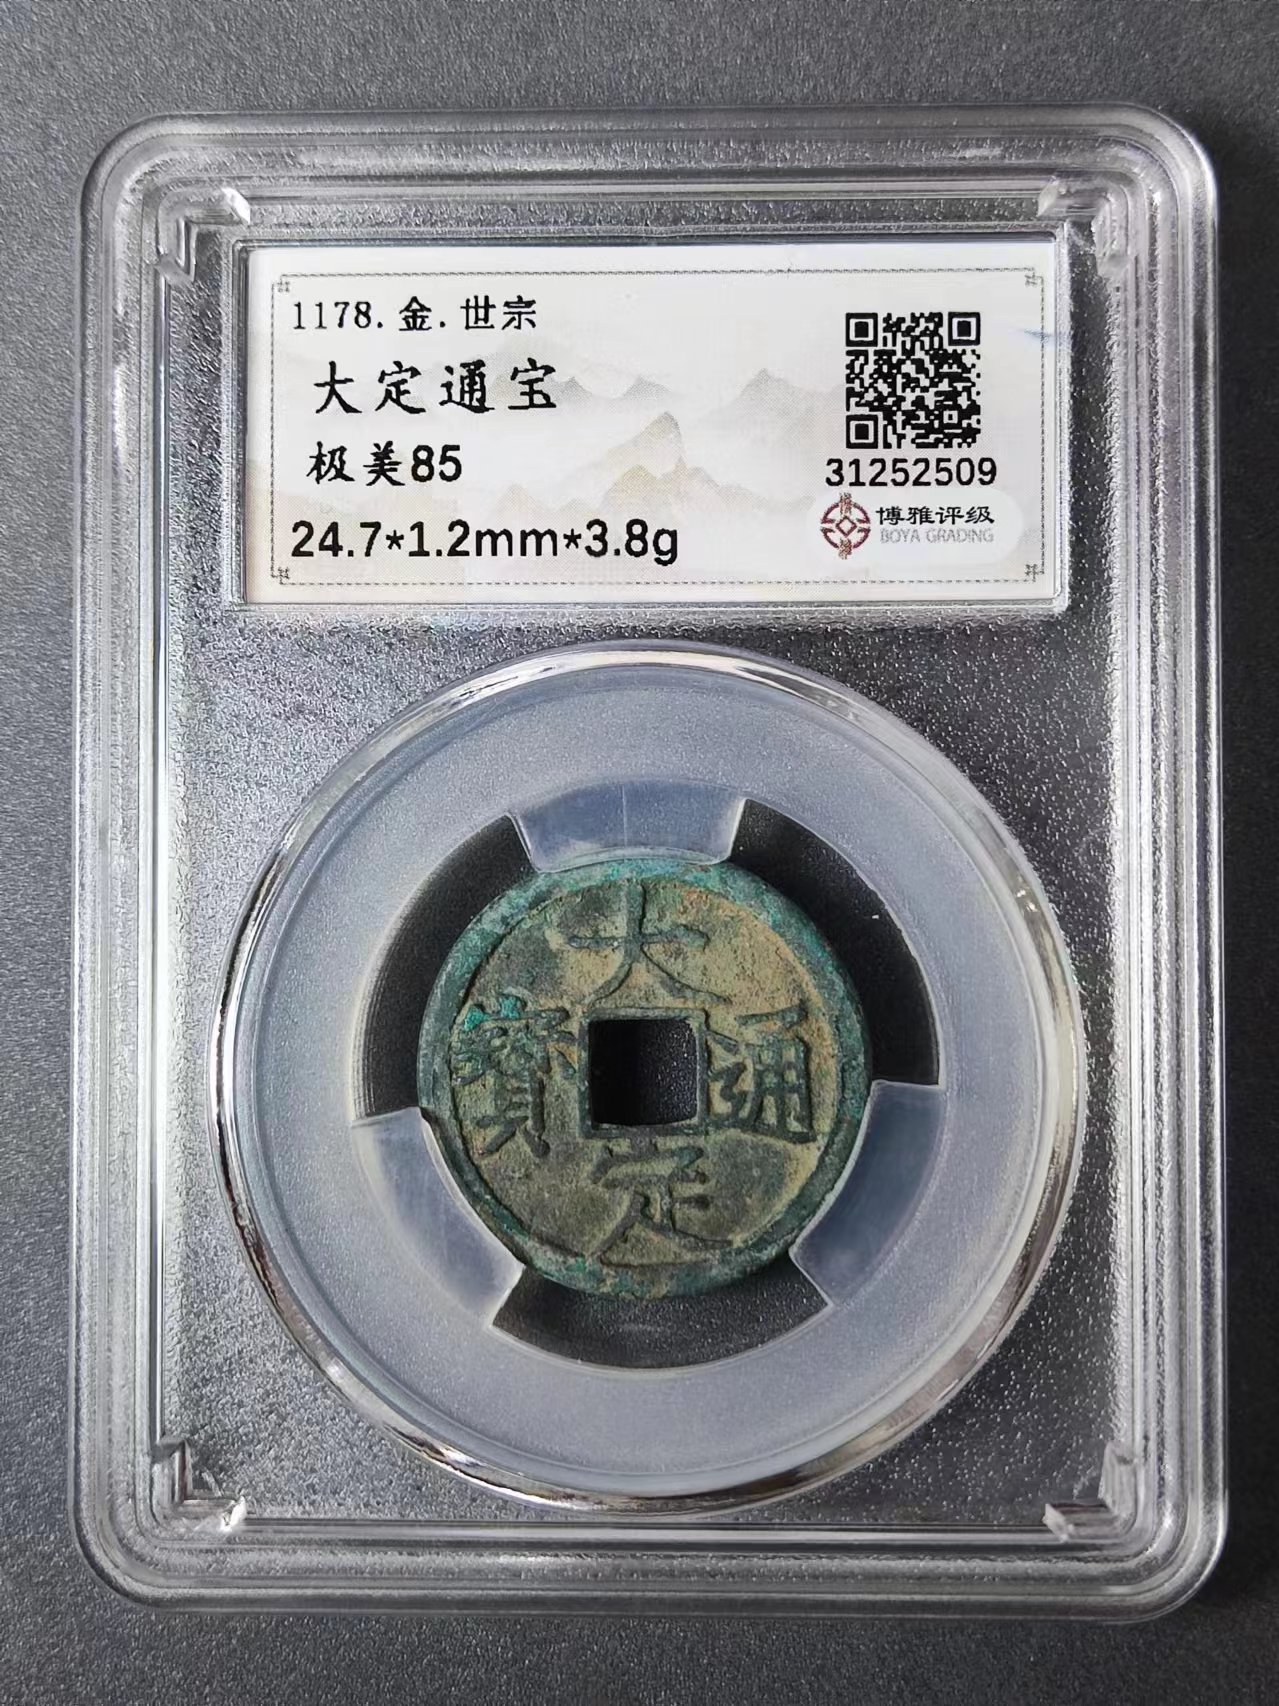 1178.金.世宗
大定通宝
极美85
24.7*1.2mm*3.8g
31252509
博雅评级
BOYA GRADING
大
寶 通
定